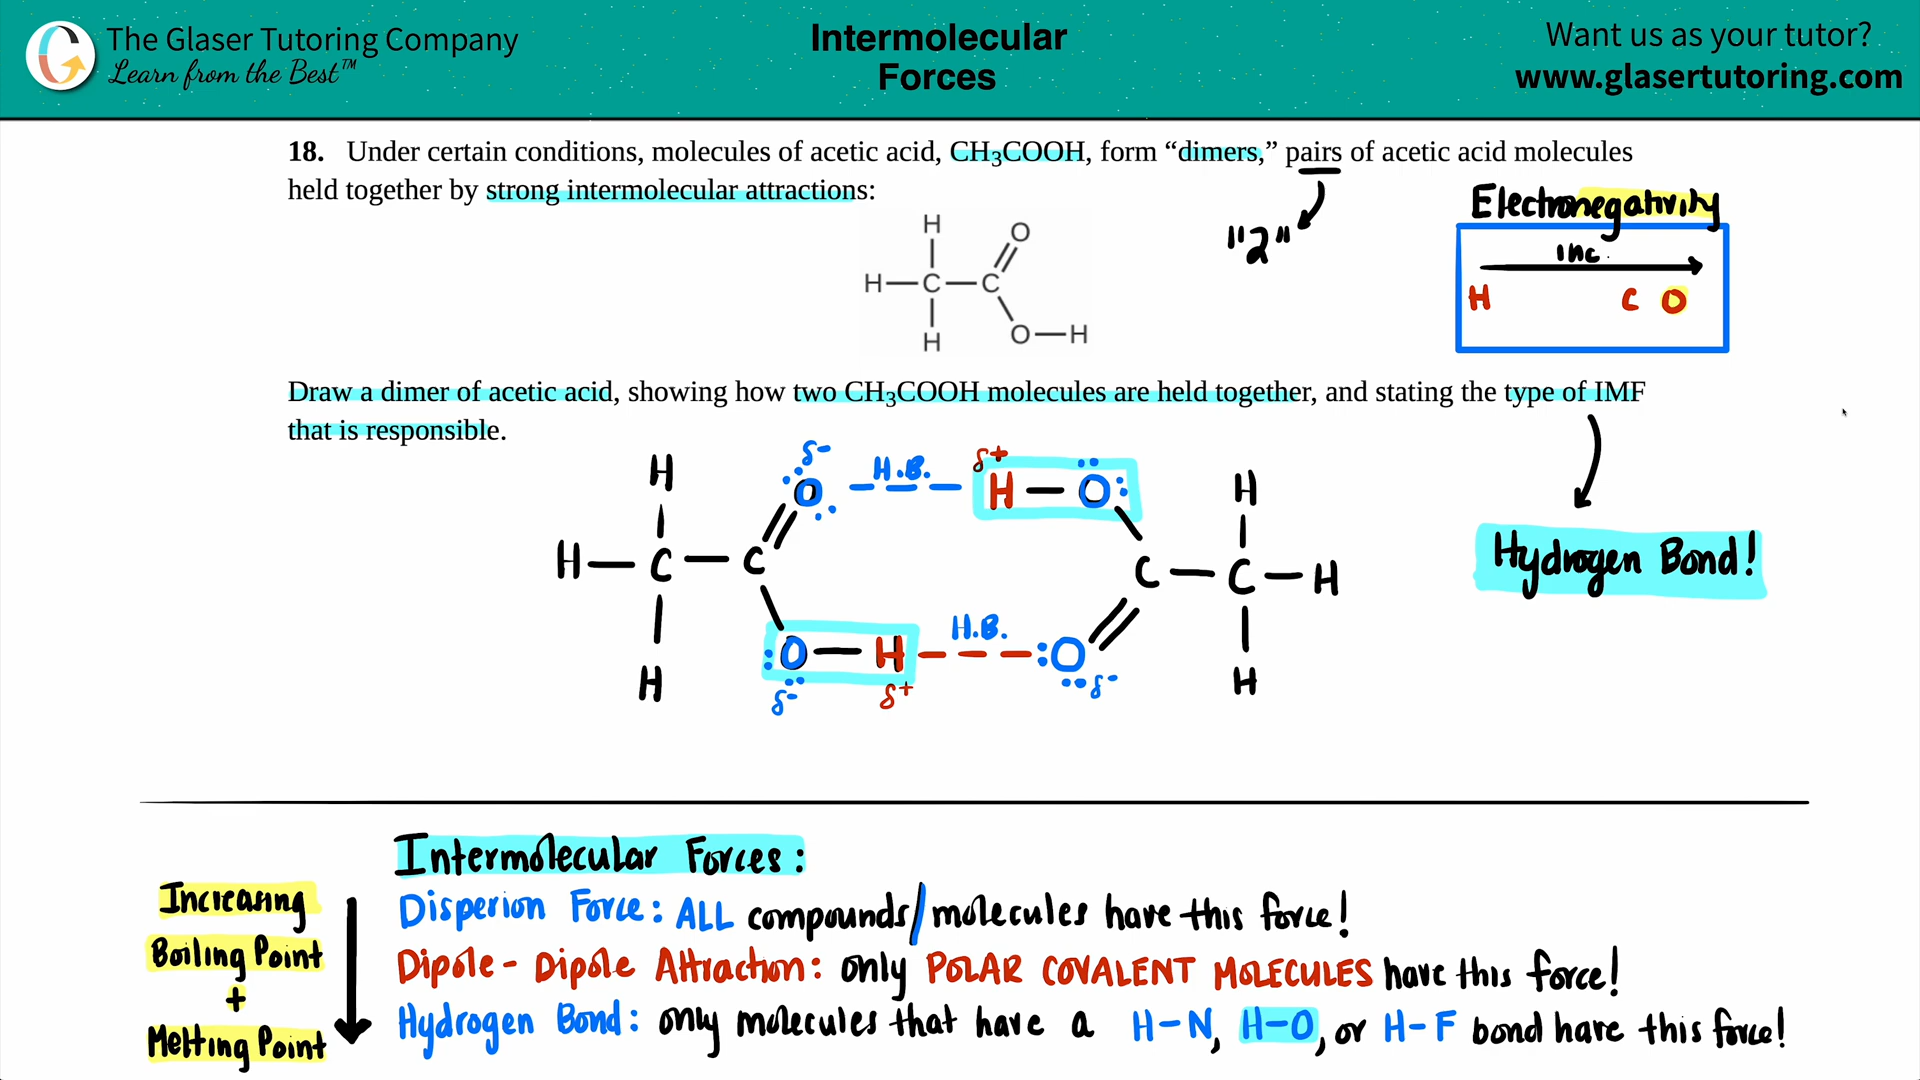 The Glaser Tutoring Company
Learn from the Best™
Intermolecular
Forces
Want us as your tutor?
www.glasertutoring.com
18. Under certain conditions, molecules of acetic acid, CH₃COOH, form “dimers,” pairs of acetic acid molecules
held together by strong intermolecular attractions:
"2"
Electronegativity
inc.
H C O
H O
H—C—C
H O—H
Draw a dimer of acetic acid, showing how two CH₃COOH molecules are held together, and stating the type of IMF
that is responsible.
δ- H.B. δ+
H O H—O H
H—C—C C—C—H
Hydrogen Bond!
H.B.
O—H O
H δ- δ+ δ- H
Intermolecular Forces:
Increasing
Boiling Point
+
Melting Point
Disperion Force: ALL compounds/molecules have this force!
Dipole-Dipole Attraction: only POLAR COVALENT MOLECULES have this force!
Hydrogen Bond: only molecules that have a H-N, H-O, or H-F bond have this force!